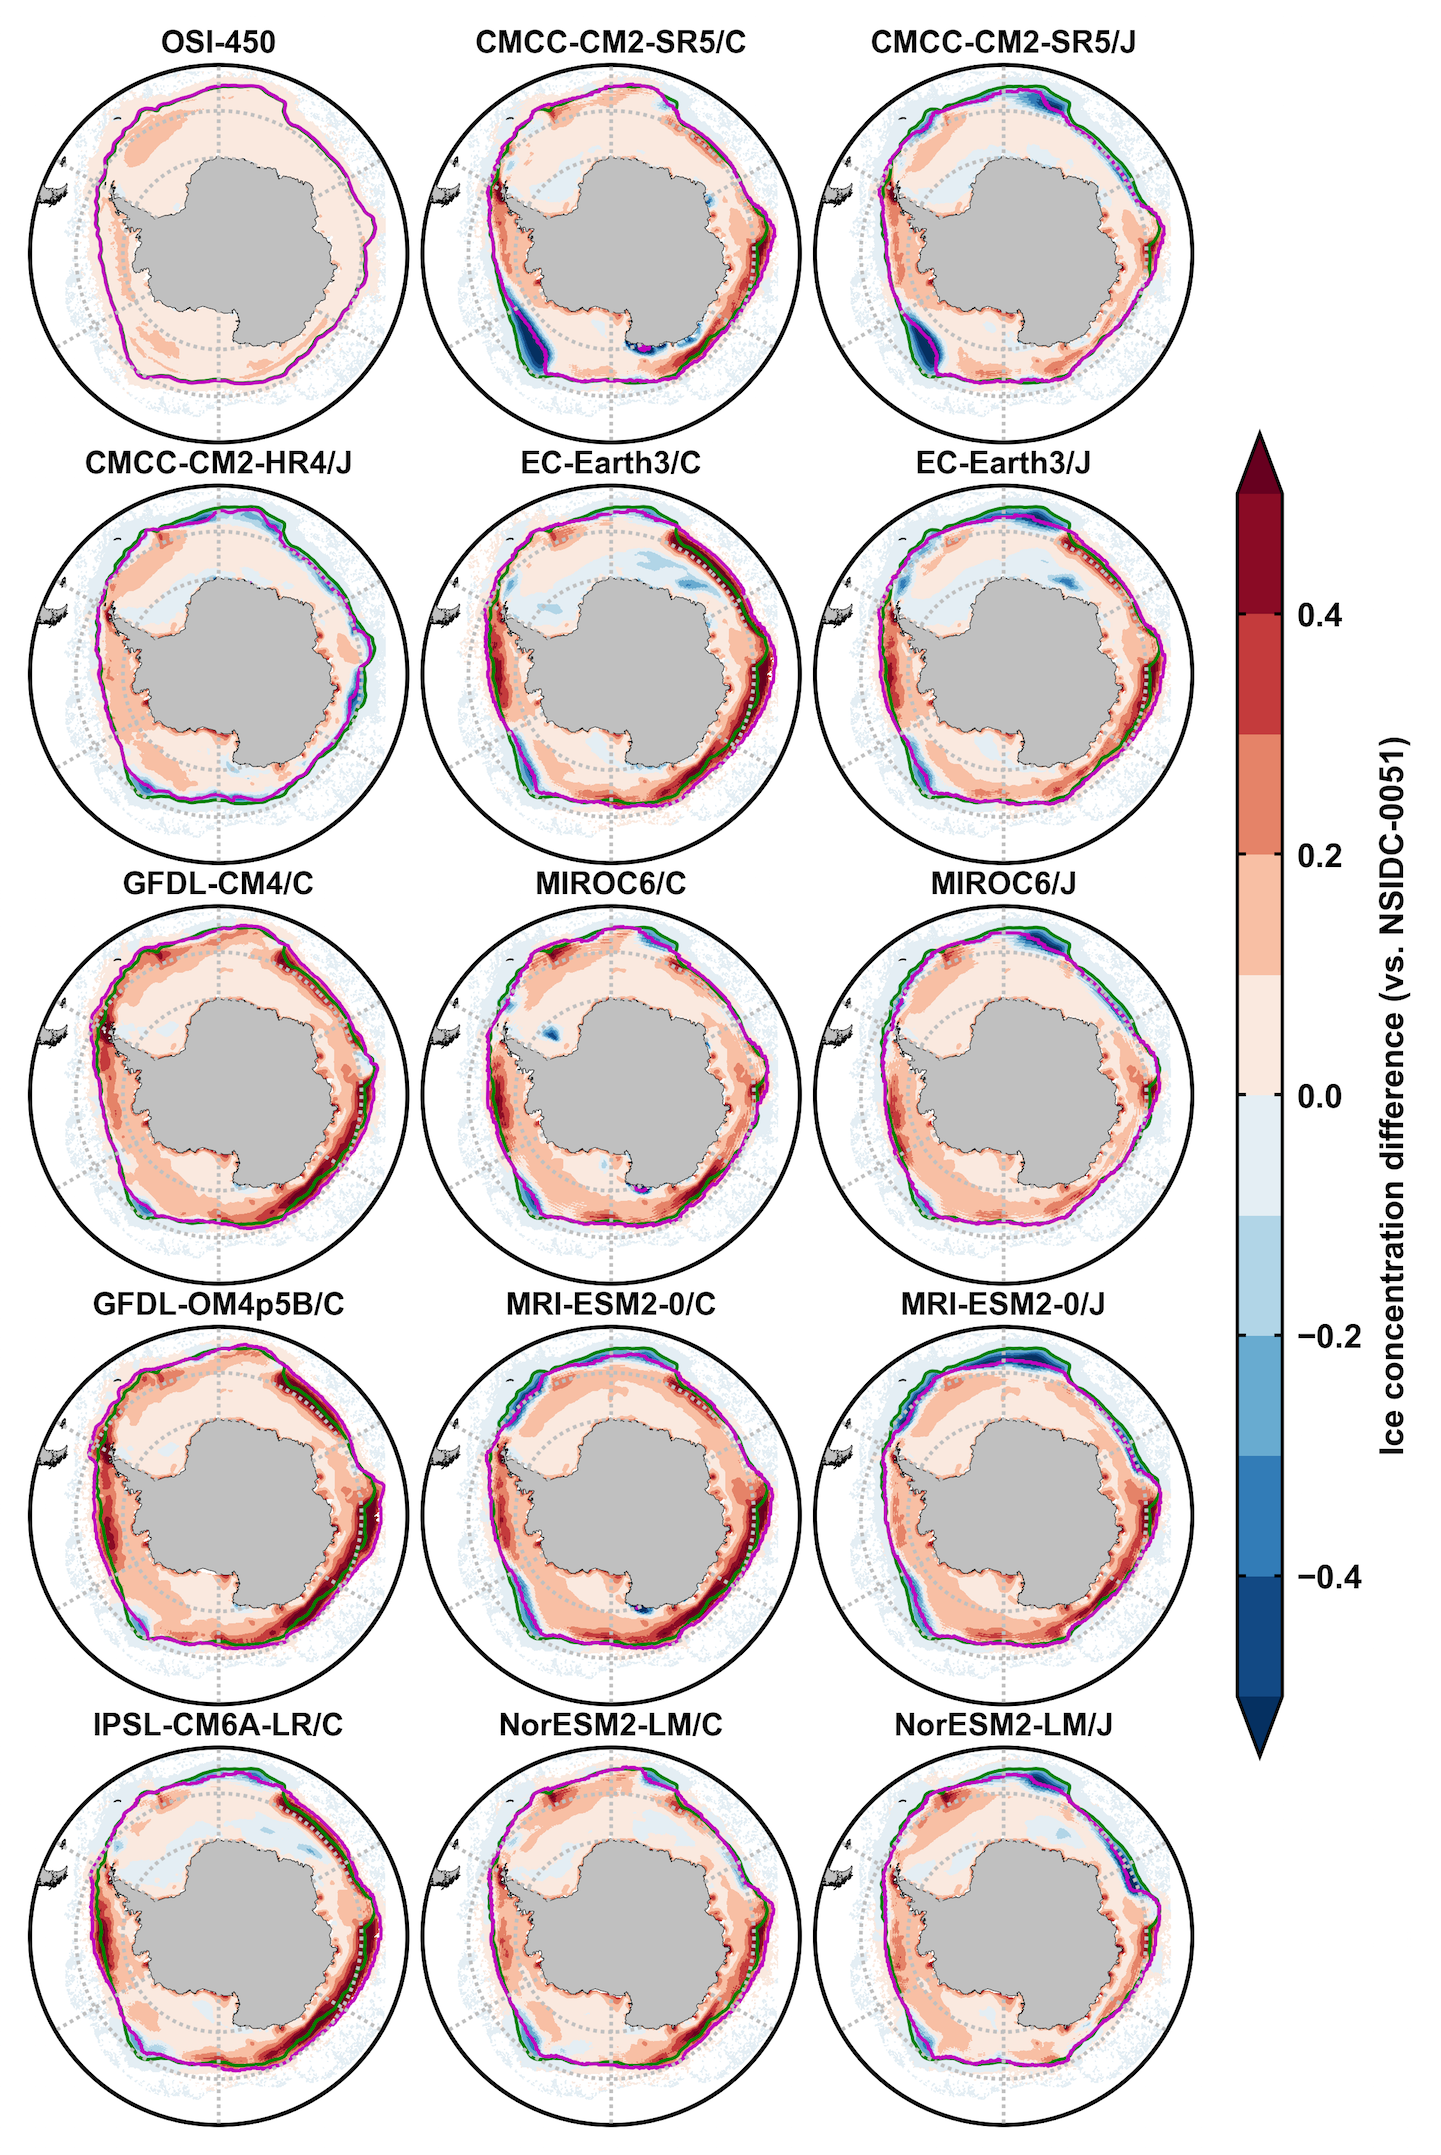 OSI-450
CMCC-CM2-SR5/C
CMCC-CM2-SR5/J
CMCC-CM2-HR4/J
EC-Earth3/C
EC-Earth3/J
GFDL-CM4/C
MIROC6/C
MIROC6/J
GFDL-OM4p5B/C
MRI-ESM2-0/C
MRI-ESM2-0/J
IPSL-CM6A-LR/C
NorESM2-LM/C
NorESM2-LM/J
0.4
0.2
0.0
−0.2
−0.4
Ice concentration difference (vs. NSIDC-0051)